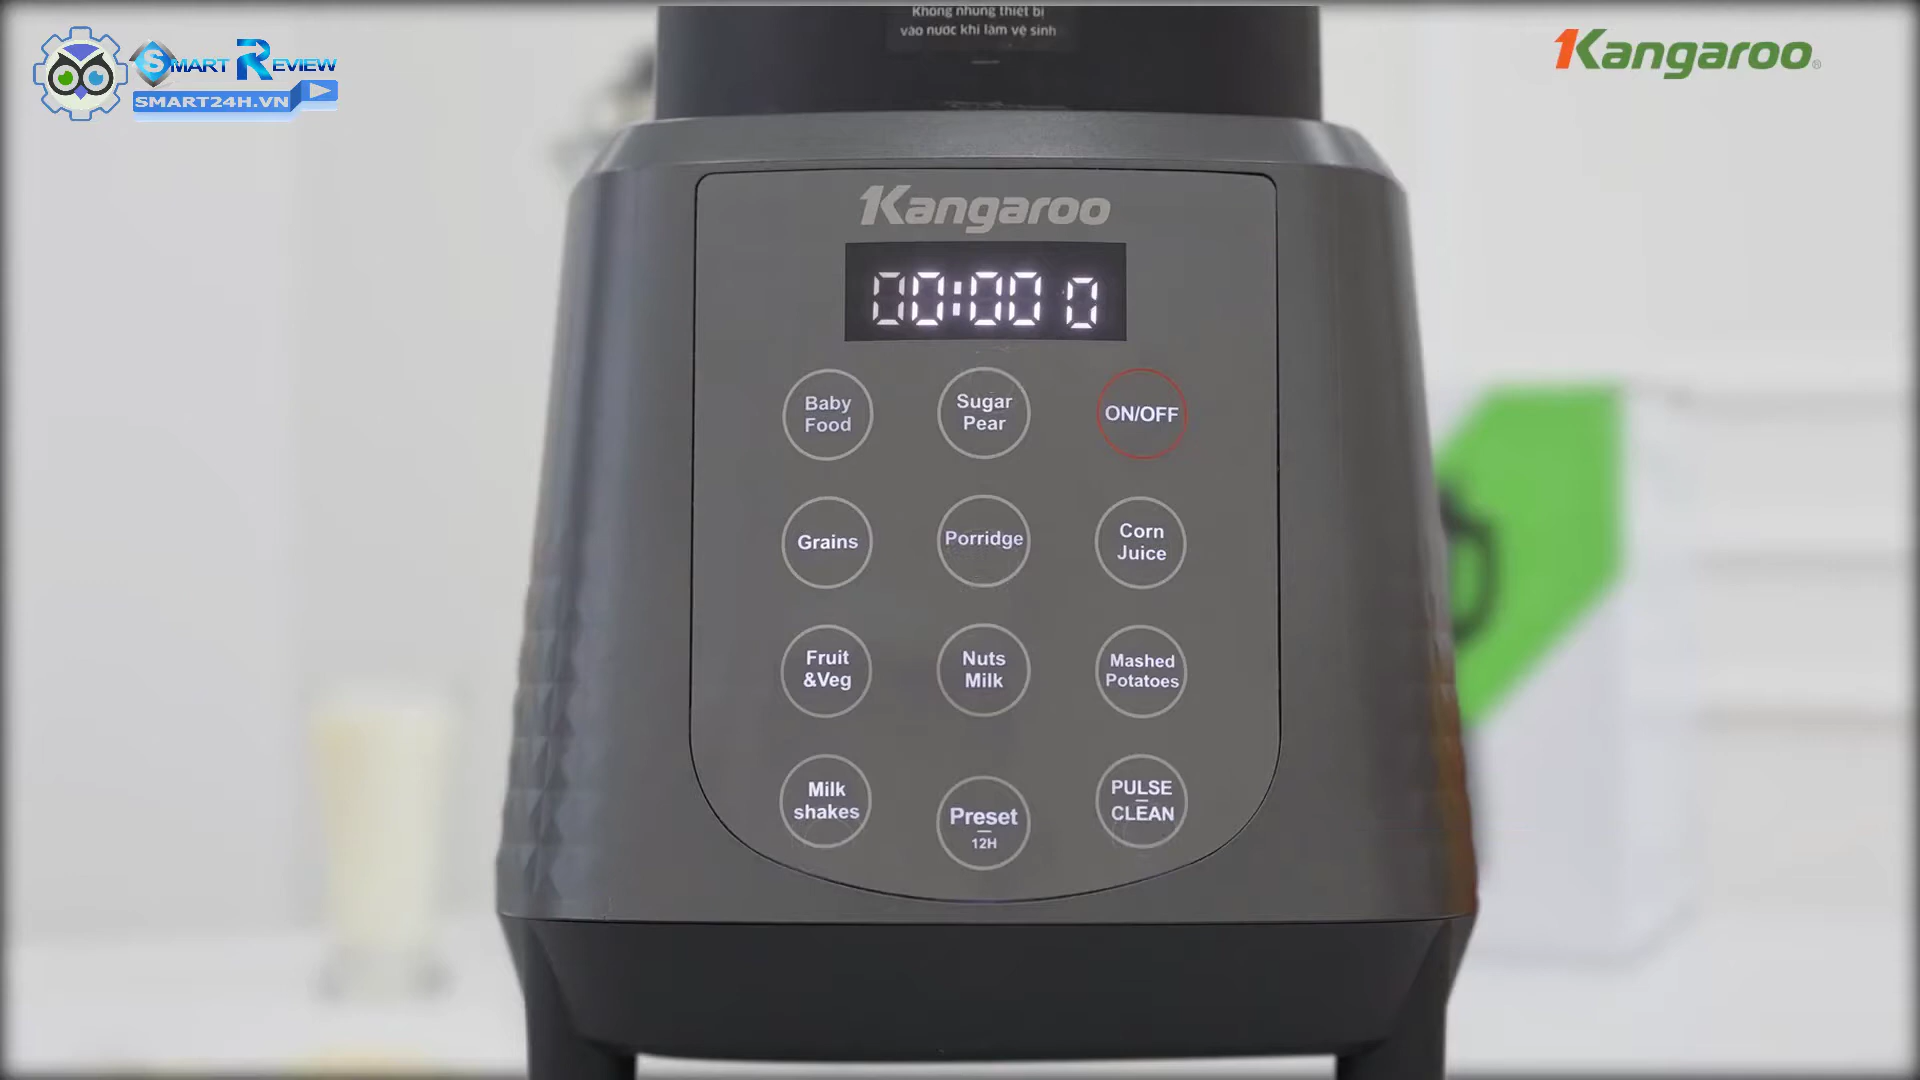 Không nhúng thiết bị
vào nước khi làm vệ sinh
SMART REVIEW
SMART24H.VN
Kangaroo®
Kangaroo
00:00 0
Baby
Food
Sugar
Pear
ON/OFF
Grains
Porridge
Corn
Juice
Fruit
&Veg
Nuts
Milk
Mashed
Potatoes
Milk
shakes
Preset
12H
PULSE
CLEAN